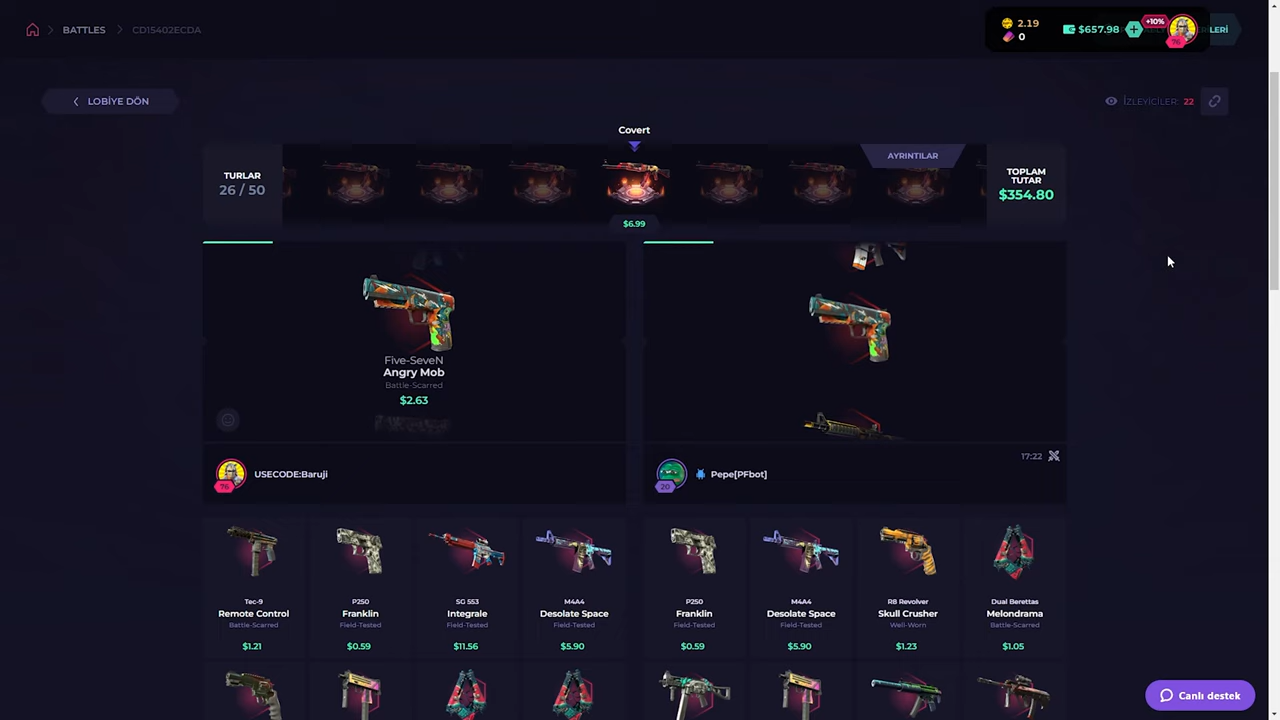 BATTLES
CD15402ECDA
2.19
0
$657.98
+10%
76
LERİ
LOBİYE DÖN
İZLEYİCİLER: 22
Covert
TURLAR
26 / 50
AYRINTILAR
TOPLAM
TUTAR
$354.80
$6.99
Five-SeveN
Angry Mob
Battle-Scarred
$2.63
76
USECODE:Baruji
20
Pepe[PFbot]
17:22
Tec-9
Remote Control
Battle-Scarred
$1.21
P250
Franklin
Field-Tested
$0.59
SG 553
Integrale
Field-Tested
$11.56
M4A4
Desolate Space
Field-Tested
$5.90
P250
Franklin
Field-Tested
$0.59
M4A4
Desolate Space
Field-Tested
$5.90
R8 Revolver
Skull Crusher
Well-Worn
$1.23
Dual Berettas
Melondrama
Battle-Scarred
$1.05
Canlı destek